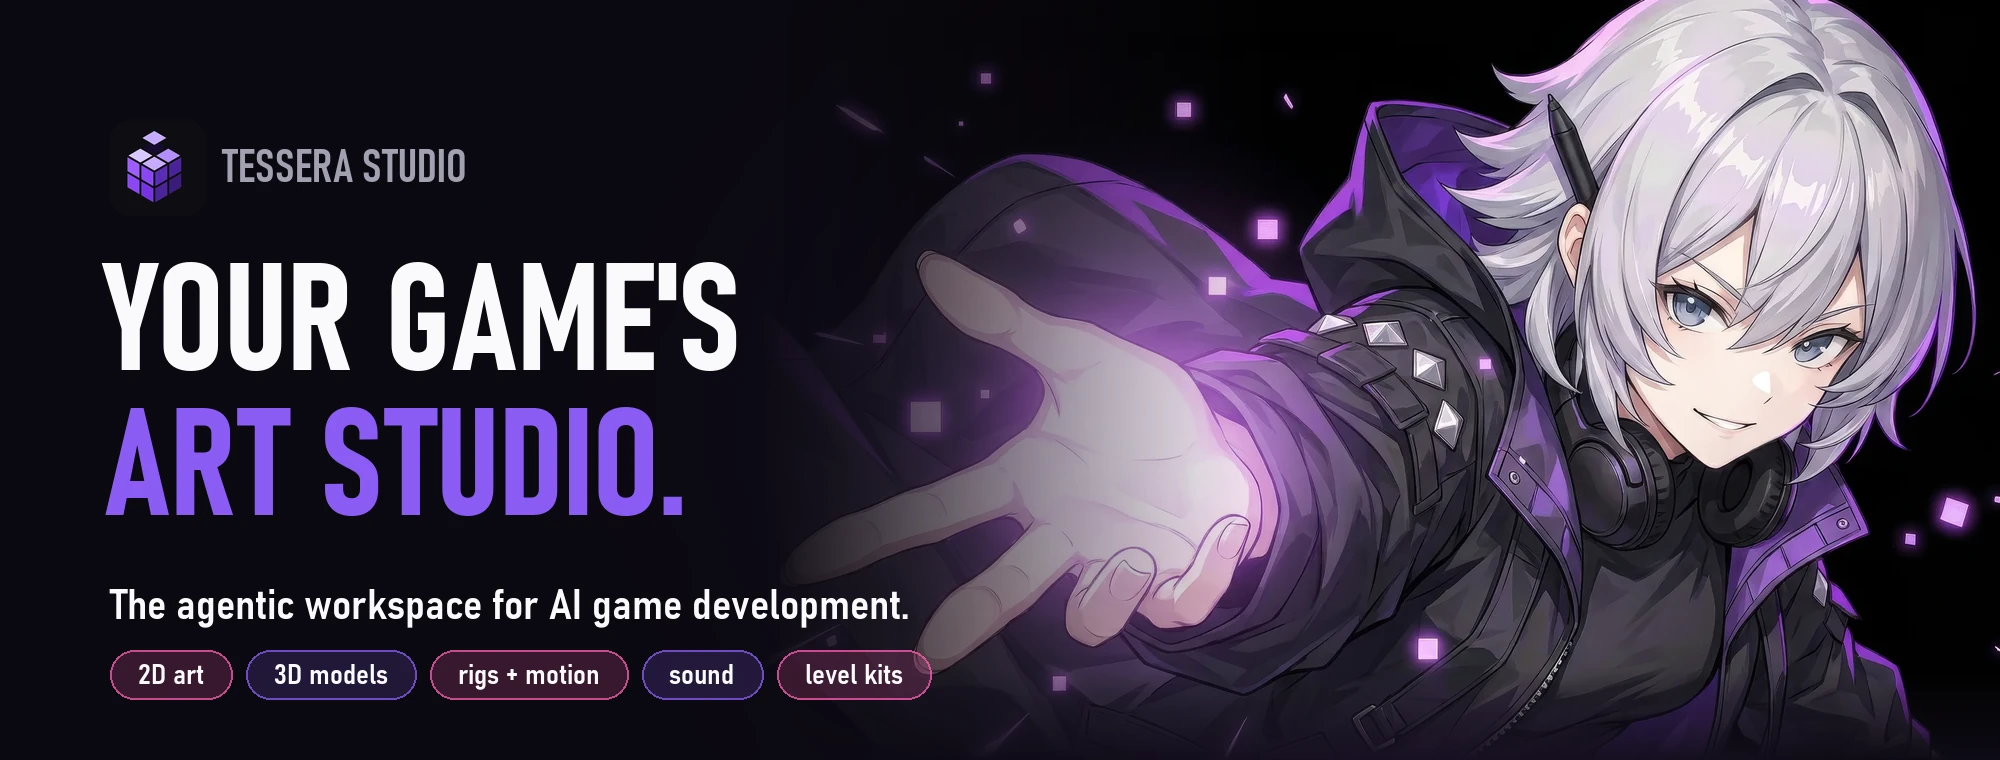 TESSERA STUDIO
YOUR GAME'S
ART STUDIO.
The agentic workspace for AI game development.
2D art 3D models rigs + motion sound level kits